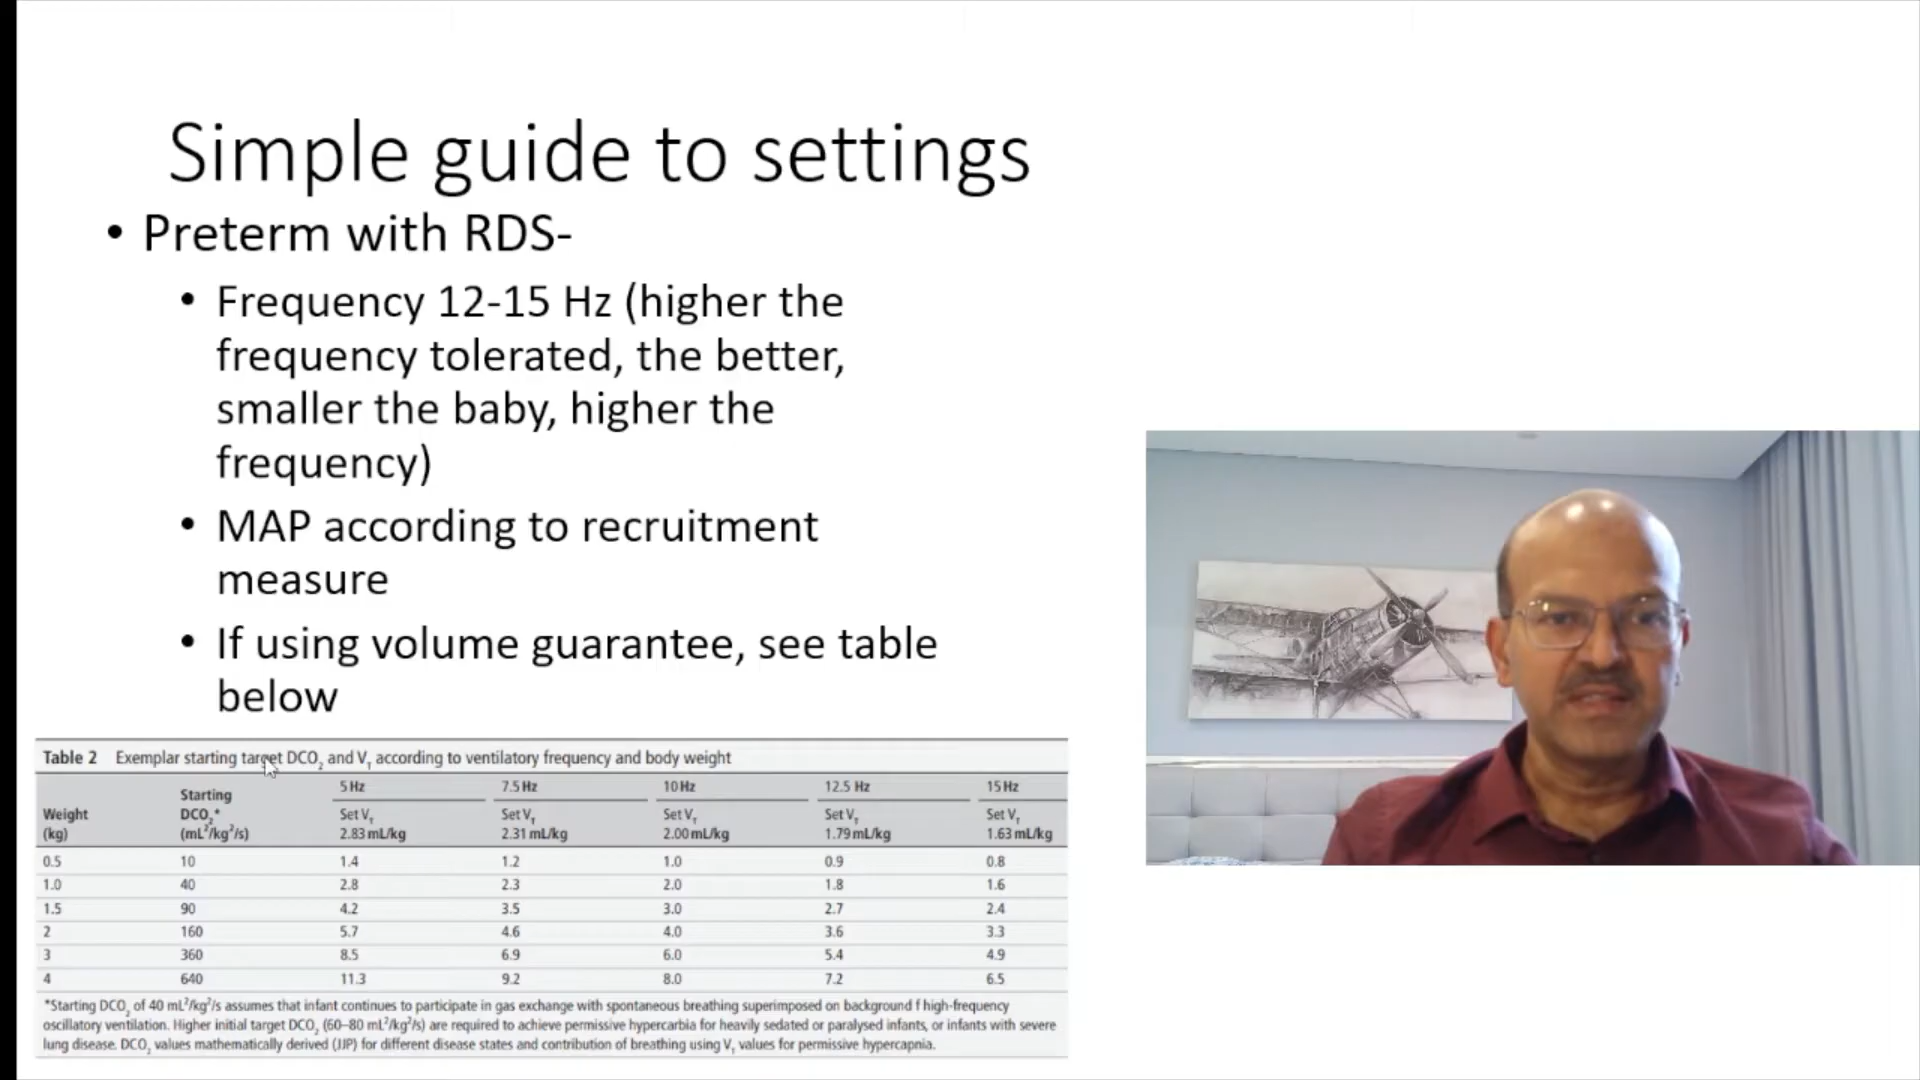 Simple guide to settings
• Preterm with RDS-
• Frequency 12-15 Hz (higher the
frequency tolerated, the better,
smaller the baby, higher the
frequency)
• MAP according to recruitment
measure
• If using volume guarantee, see table
below
Table 2 Exemplar starting target DCO₂ and V_T according to ventilatory frequency and body weight
5 Hz 7.5 Hz 10 Hz 12.5 Hz 15 Hz
Weight (kg) Starting DCO₂* (mL²/kg²/s) Set V_T 2.83 mL/kg Set V_T 2.31 mL/kg Set V_T 2.00 mL/kg Set V_T 1.79 mL/kg Set V_T 1.63 mL/kg
0.5 10 1.4 1.2 1.0 0.9 0.8
1.0 40 2.8 2.3 2.0 1.8 1.6
1.5 90 4.2 3.5 3.0 2.7 2.4
2 160 5.7 4.6 4.0 3.6 3.3
3 360 8.5 6.9 6.0 5.4 4.9
4 640 11.3 9.2 8.0 7.2 6.5
*Starting DCO₂ of 40 mL²/kg²/s assumes that infant continues to participate in gas exchange with spontaneous breathing superimposed on background f high-frequency
oscillatory ventilation. Higher initial target DCO₂ (60–80 mL²/kg²/s) are required to achieve permissive hypercarbia for heavily sedated or paralysed infants, or infants with severe
lung disease. DCO₂ values mathematically derived (JJP) for different disease states and contribution of breathing using V_T values for permissive hypercapnia.